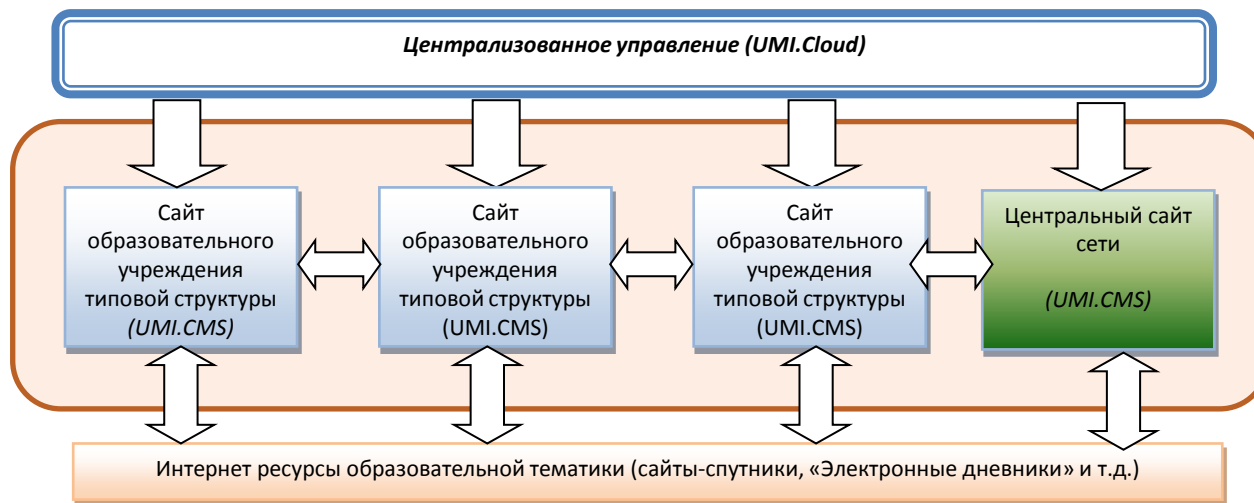 Централизованное управление (UMI.Cloud)
Сайт
образовательного
учреждения
типовой структуры
(UMI.CMS)
Сайт
образовательного
учреждения
типовой структуры
(UMI.CMS)
Сайт
образовательного
учреждения
типовой структуры
(UMI.CMS)
Центральный сайт
сети
(UMI.CMS)
Интернет ресурсы образовательной тематики (сайты-спутники, «Электронные дневники» и т.д.)